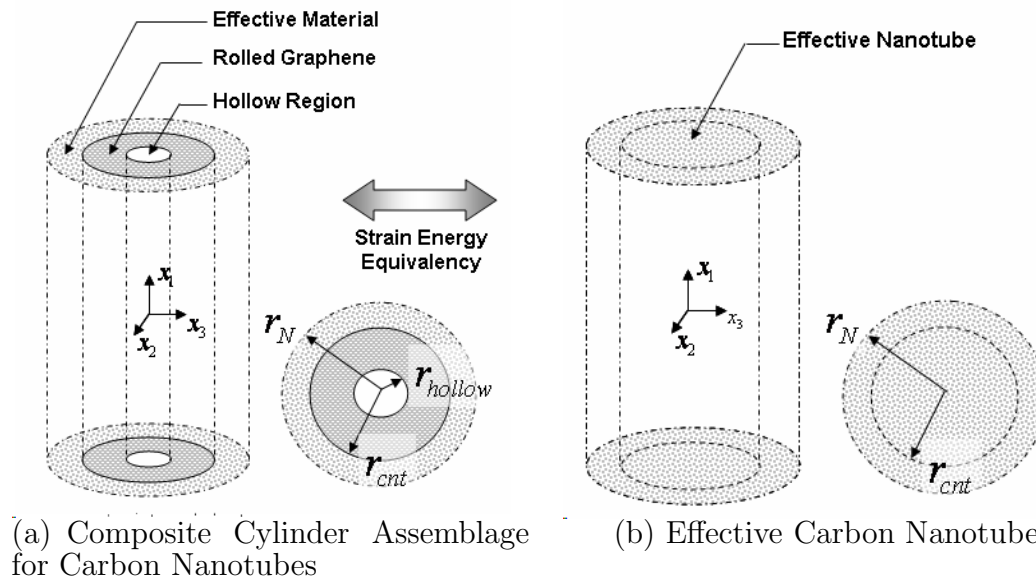 Effective Material
Rolled Graphene
Hollow Region
Strain Energy
Equivalency
x1
x2
x3
rN
rhollow
rcnt
(a) Composite Cylinder Assemblage
for Carbon Nanotubes
Effective Nanotube
x1
x2
x3
rN
rcnt
(b) Effective Carbon Nanotube